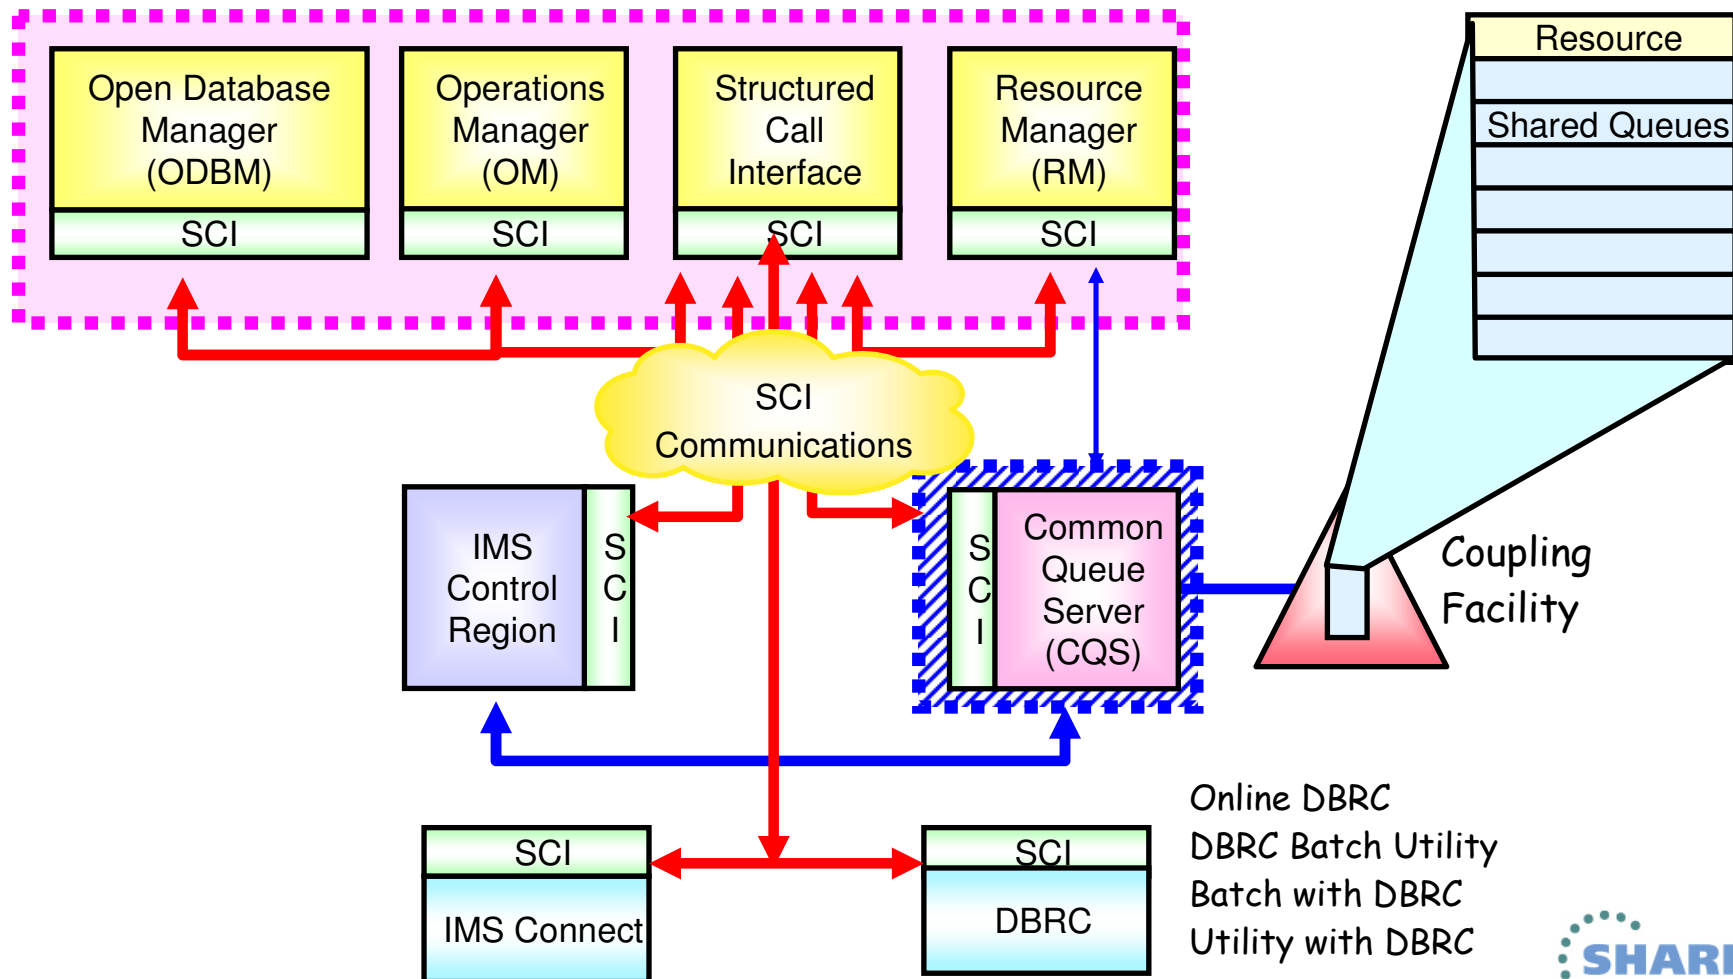 Open Database
Manager
(ODBM)
SCI
Operations
Manager
(OM)
SCI
Structured
Call
Interface
SCI
Resource
Manager
(RM)
SCI
Resource
Shared Queues
SCI
Communications
IMS
Control
Region
S
C
I
S
C
I
Common
Queue
Server
(CQS)
Coupling
Facility
SCI
IMS Connect
SCI
DBRC
Online DBRC
DBRC Batch Utility
Batch with DBRC
Utility with DBRC